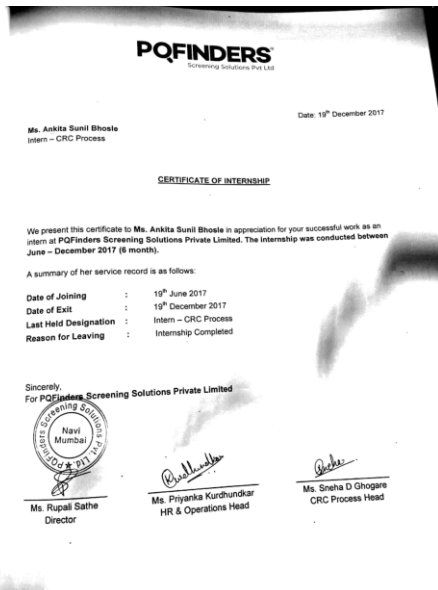 PQFINDERS
Screening Solutions Pvt Ltd
Date: 19th December 2017
Ms. Ankita Sunil Bhosle
Intern – CRC Process
CERTIFICATE OF INTERNSHIP
We present this certificate to Ms. Ankita Sunil Bhosle in appreciation for your successful work as an
intern at PQFinders Screening Solutions Private Limited. The internship was conducted between
June – December 2017 (6 month).
A summary of her service record is as follows:
Date of Joining : 19th June 2017
Date of Exit : 19th December 2017
Last Held Designation : Intern – CRC Process
Reason for Leaving : Internship Completed
Sincerely,
For PQFinders Screening Solutions Private Limited
PQFinders Screening Solutions Pvt. Ltd.
Navi
Mumbai
Ms. Rupali Sathe
Director
Kurdhundkar
Ms. Priyanka Kurdhundkar
HR & Operations Head
Ms. Sneha D Ghogare
CRC Process Head